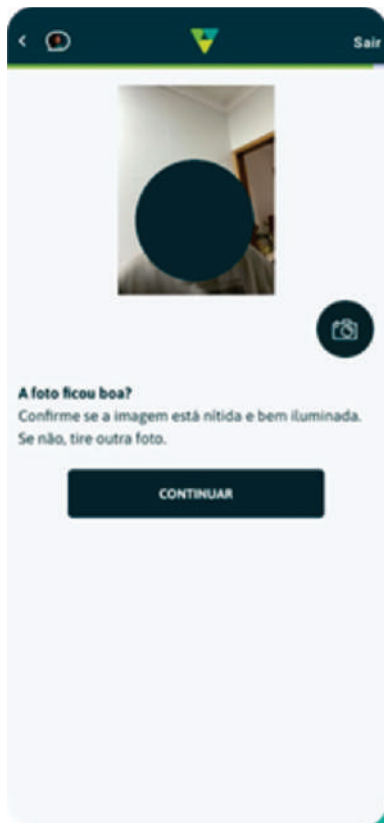 Sair
A foto ficou boa?
Confirme se a imagem está nítida e bem iluminada.
Se não, tire outra foto.
CONTINUAR